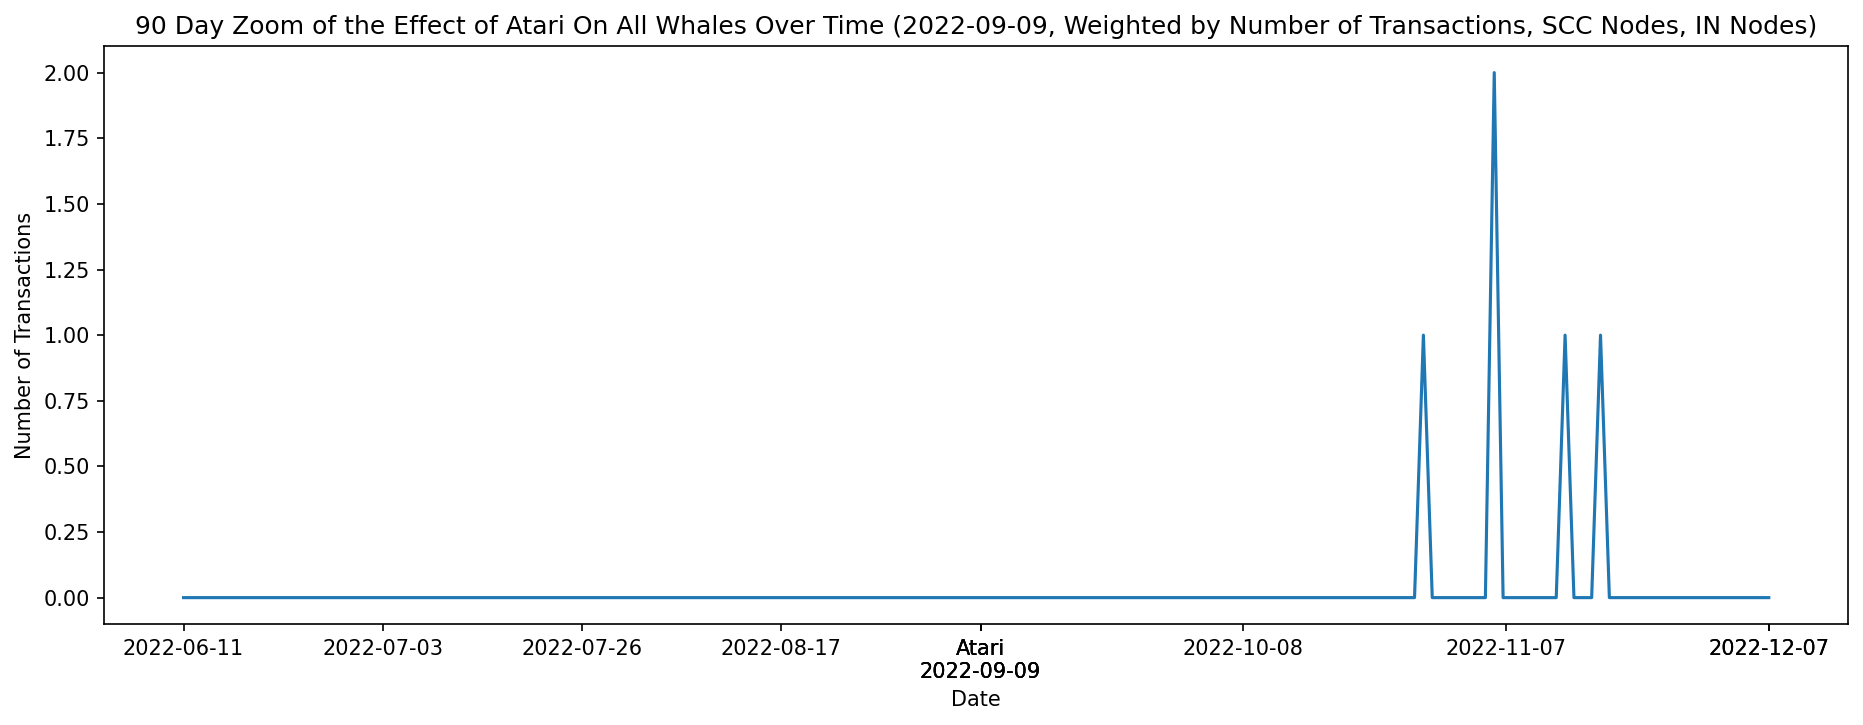 90 Day Zoom of the Effect of Atari On All Whales Over Time (2022-09-09, Weighted by Number of Transactions, SCC Nodes, IN Nodes)
Number of Transactions
2.00
1.75
1.50
1.25
1.00
0.75
0.50
0.25
0.00
2022-06-11 2022-07-03 2022-07-26 2022-08-17 Atari 2022-10-08 2022-11-07 2022-12-07
2022-09-09
Date